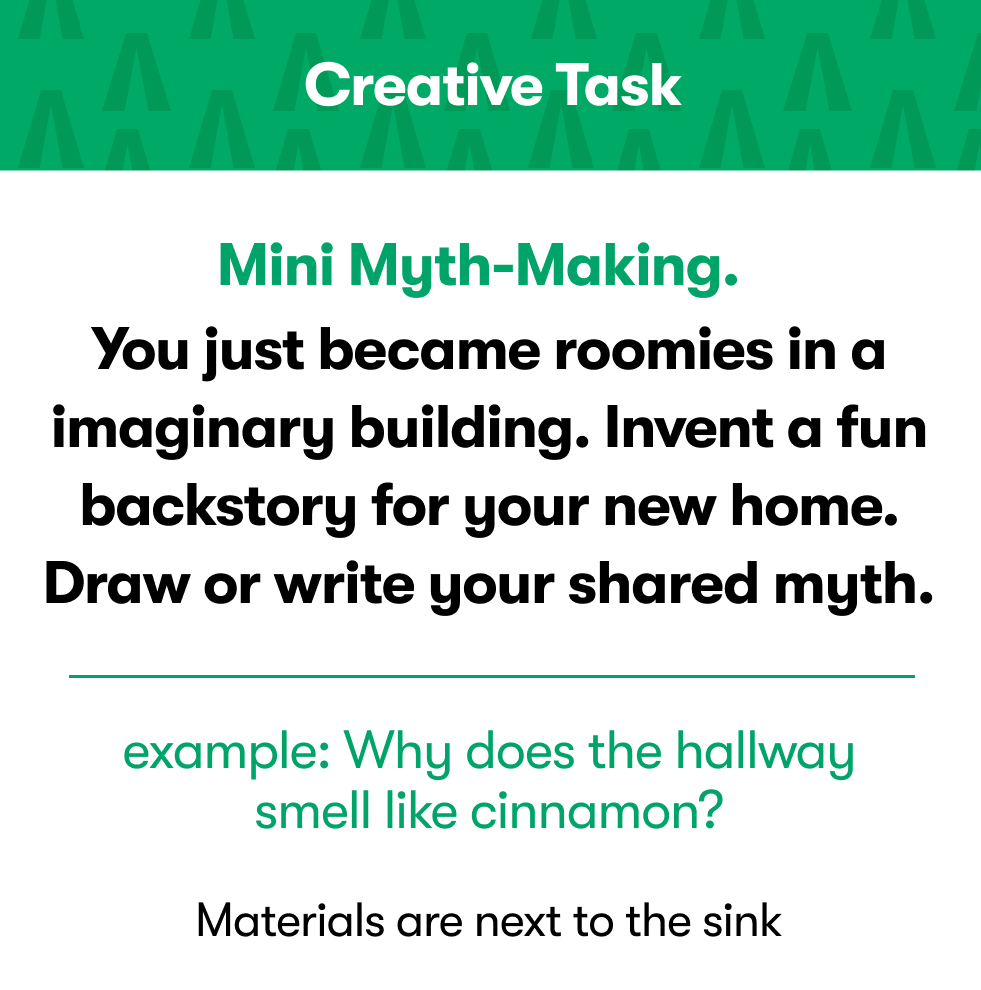 Creative Task
Mini Myth-Making.
You just became roomies in a
imaginary building. Invent a fun
backstory for your new home.
Draw or write your shared myth.
example: Why does the hallway
smell like cinnamon?
Materials are next to the sink